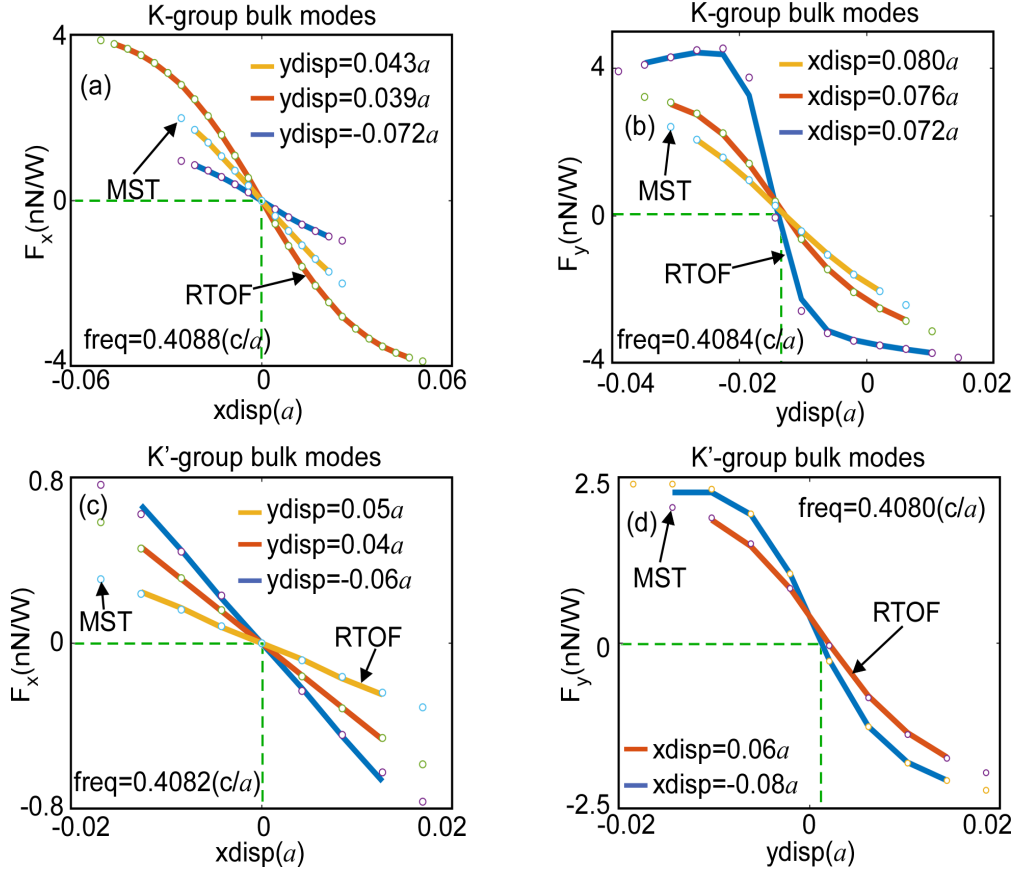 K-group bulk modes
(a)
ydisp=0.043a
ydisp=0.039a
ydisp=-0.072a
MST
RTOF
freq=0.4088(c/a)
F_x(nN/W)
4
0
-4
-0.06
0
0.06
xdisp(a)
K-group bulk modes
(b)
xdisp=0.080a
xdisp=0.076a
xdisp=0.072a
MST
RTOF
freq=0.4084(c/a)
F_y(nN/W)
4
0
-4
-0.04
-0.02
0
0.02
ydisp(a)
K'-group bulk modes
(c)
ydisp=0.05a
ydisp=0.04a
ydisp=-0.06a
MST
RTOF
freq=0.4082(c/a)
F_x(nN/W)
0.8
0
-0.8
-0.02
0
0.02
xdisp(a)
K'-group bulk modes
(d)
freq=0.4080(c/a)
MST
RTOF
xdisp=0.06a
xdisp=-0.08a
F_y(nN/W)
2.5
0
-2.5
-0.02
0
0.02
ydisp(a)